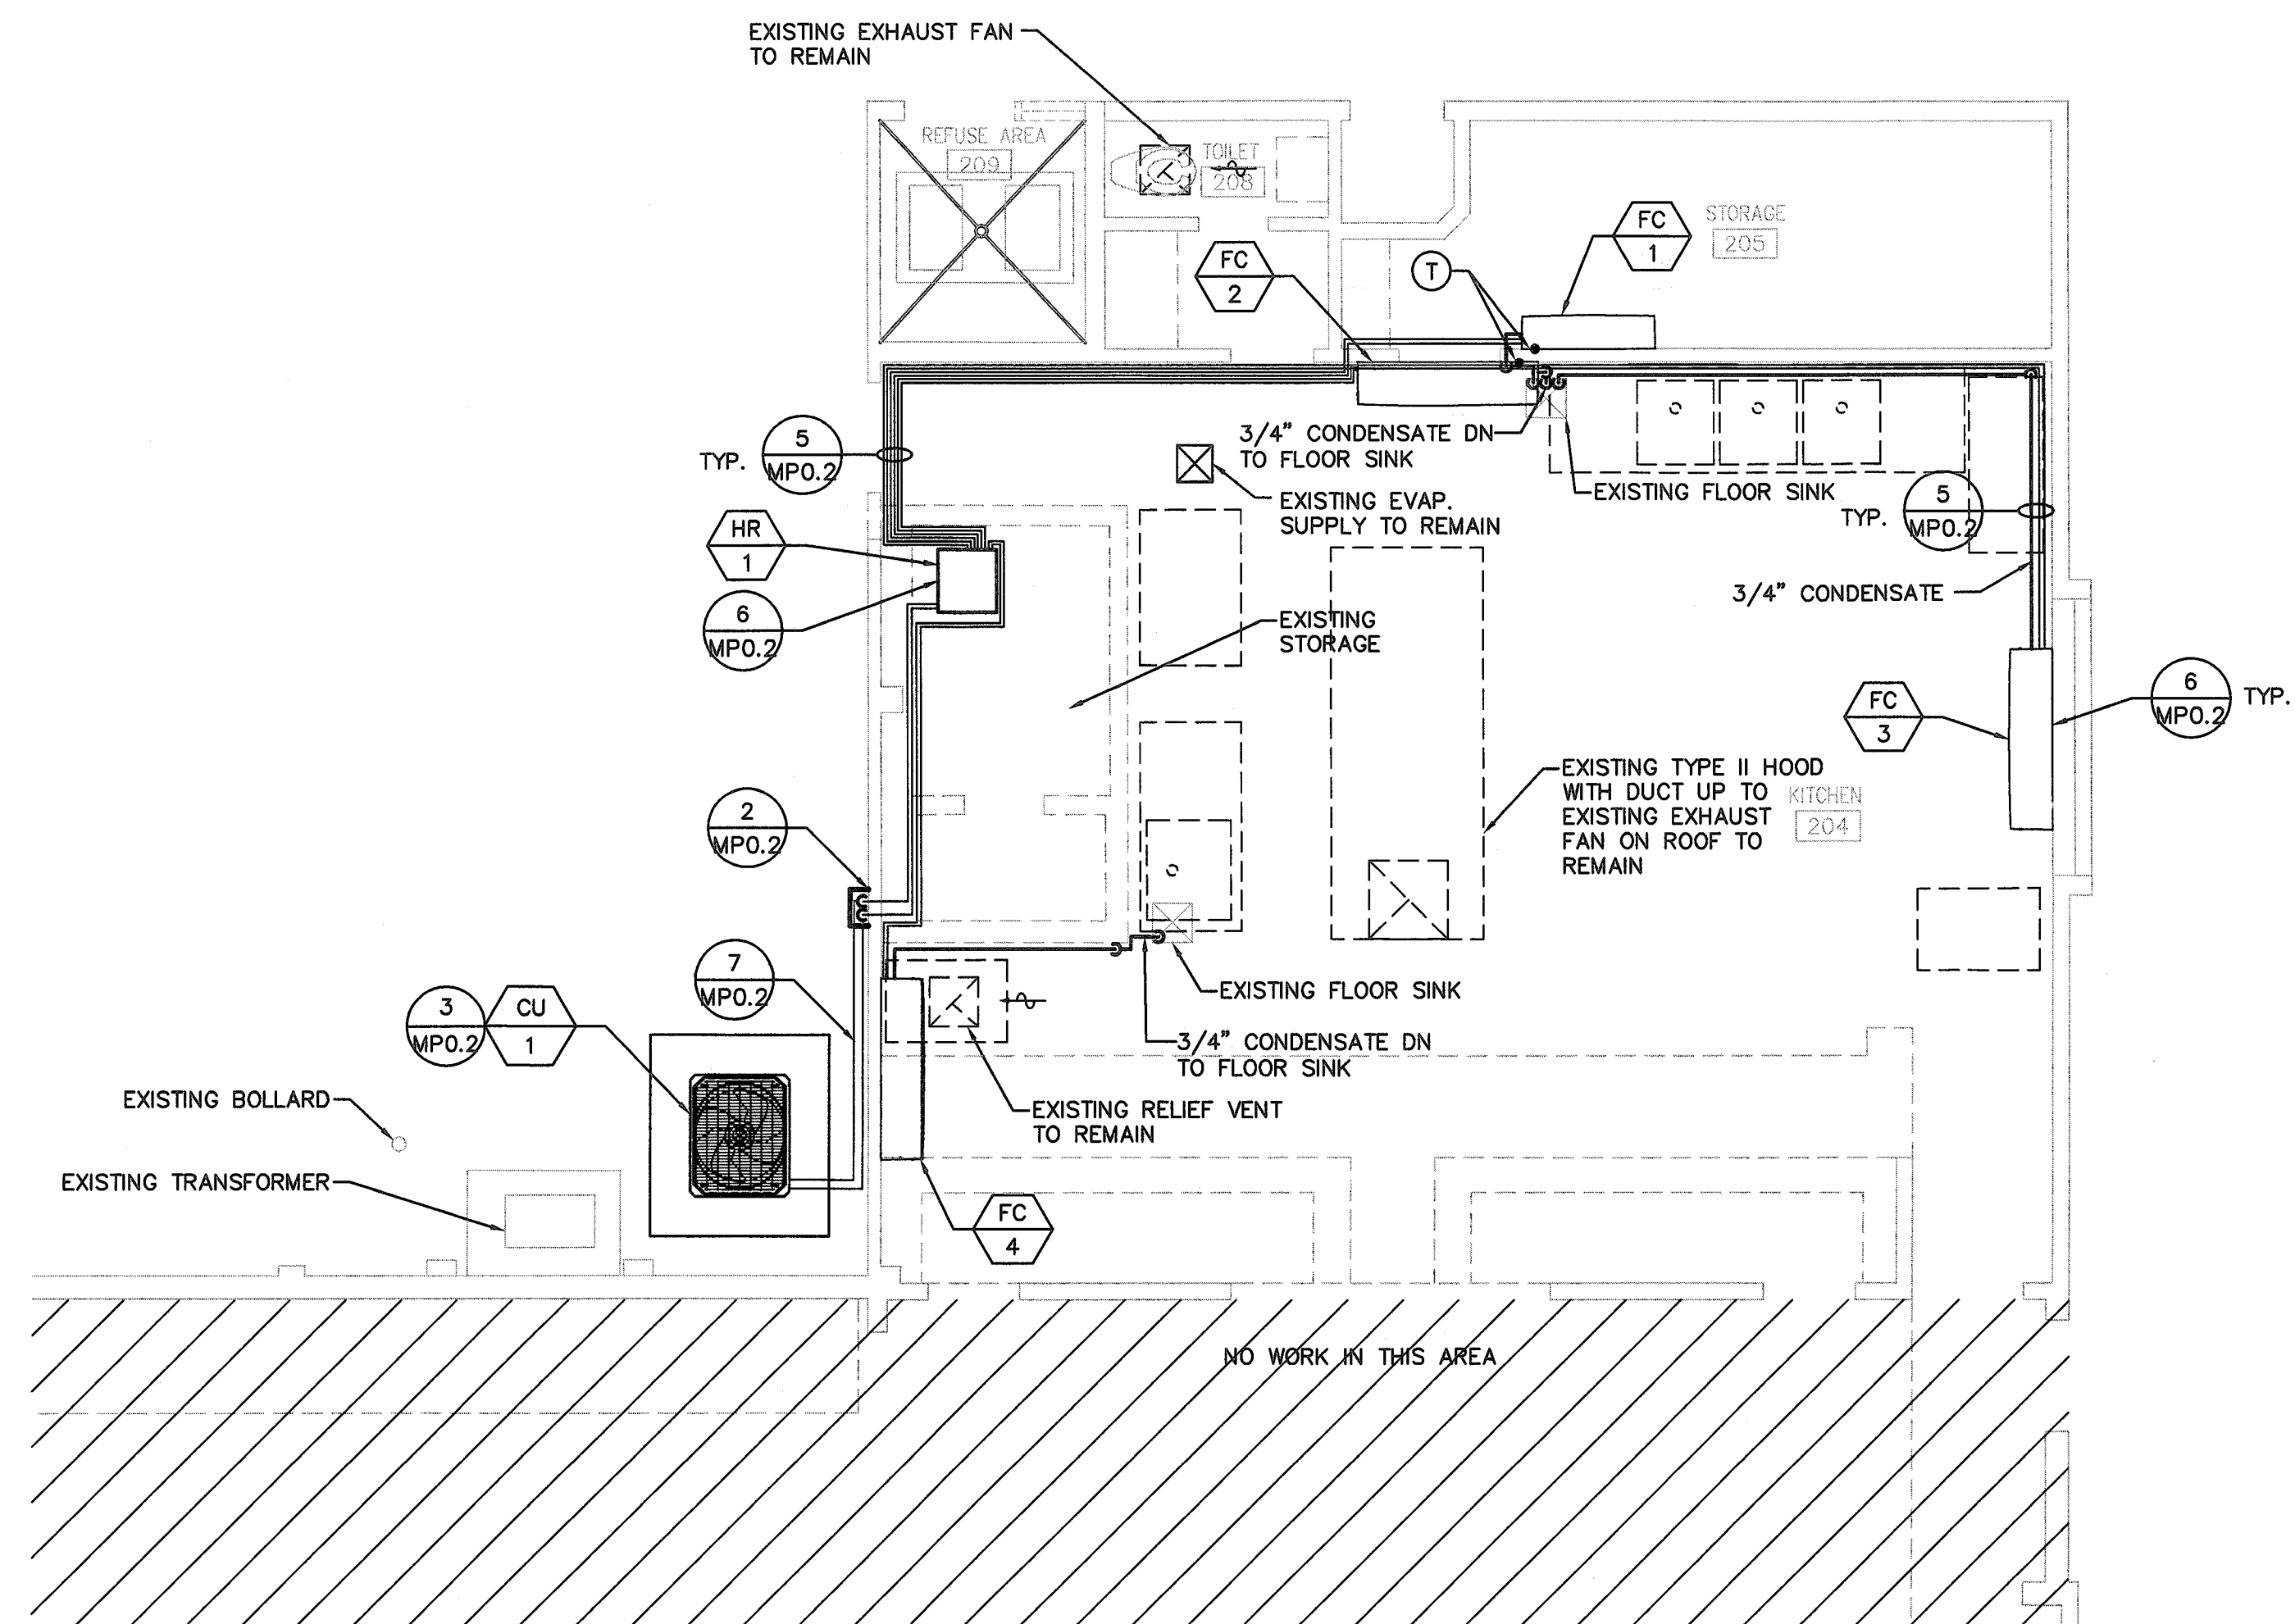 EXISTING EXHAUST FAN
TO REMAIN
REFUSE AREA
209
TOILET
208
FC
1
STORAGE
205
FC
2
T
TYP.
5
MP0.2
3/4" CONDENSATE DN
TO FLOOR SINK
EXISTING FLOOR SINK
EXISTING EVAP.
SUPPLY TO REMAIN
TYP.
5
MP0.2
HR
1
3/4" CONDENSATE
6
MP0.2
EXISTING
STORAGE
FC
3
6
MP0.2
TYP.
EXISTING TYPE II HOOD
WITH DUCT UP TO
EXISTING EXHAUST
FAN ON ROOF TO
REMAIN
KITCHEN
204
2
MP0.2
7
MP0.2
EXISTING FLOOR SINK
3
MP0.2
CU
1
3/4" CONDENSATE DN
TO FLOOR SINK
EXISTING BOLLARD
EXISTING RELIEF VENT
TO REMAIN
EXISTING TRANSFORMER
FC
4
NO WORK IN THIS AREA